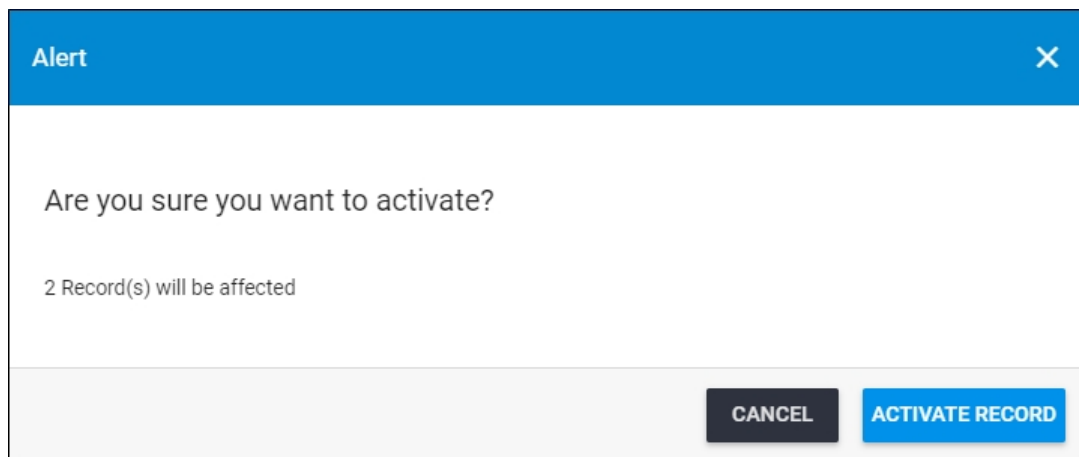 Alert
Are you sure you want to activate?
2 Record(s) will be affected
CANCEL ACTIVATE RECORD